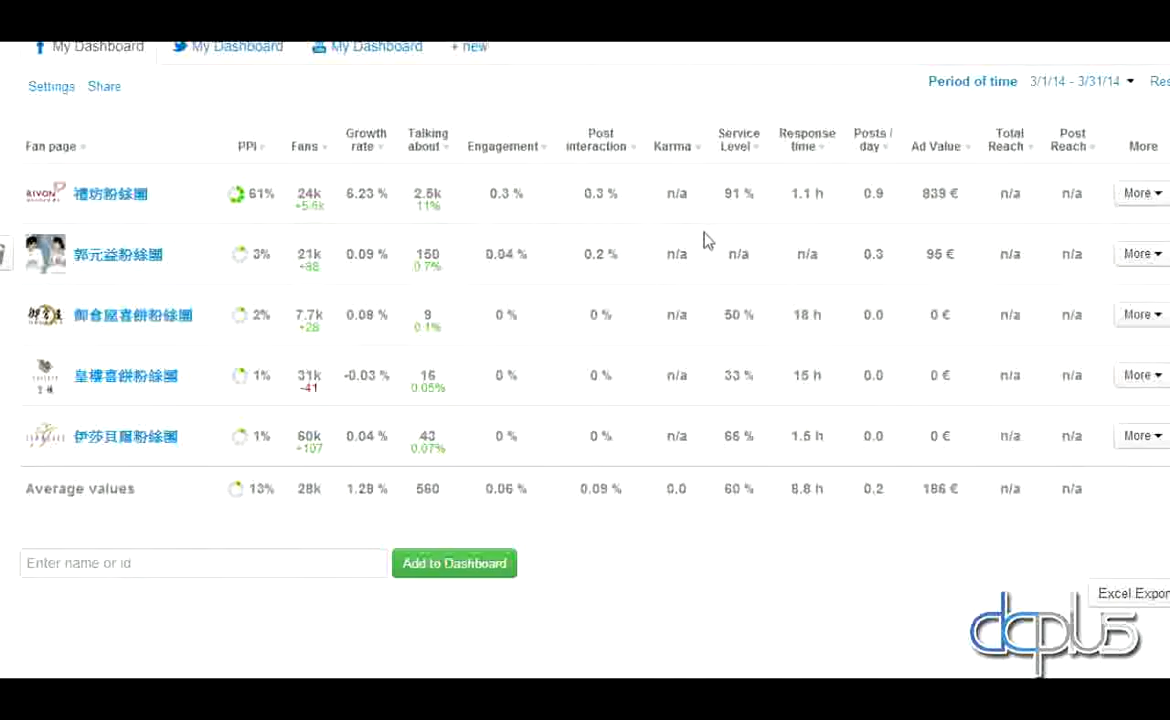 My Dashboard My Dashboard My Dashboard + new
Settings Share Period of time 3/1/14 - 3/31/14
Fan page PPI Fans Growth rate Talking about Engagement Post interaction Karma Service Level Response time Posts / day Ad Value Total Reach Post Reach More
RIVON 禮坊粉絲團 61% 24k +5.6k 6.23 % 2.5k 11% 0.3 % 0.3 % n/a 91 % 1.1 h 0.9 839 € n/a n/a More
郭元益粉絲團 3% 21k +88 0.09 % 150 0.7% 0.04 % 0.2 % n/a n/a n/a 0.3 95 € n/a n/a More
御倉屋喜餅粉絲團 2% 7.7k +28 0.08 % 9 0.1% 0 % 0 % n/a 50 % 18 h 0.0 0 € n/a n/a More
皇樓喜餅粉絲團 1% 31k -41 -0.03 % 16 0.05% 0 % 0 % n/a 33 % 15 h 0.0 0 € n/a n/a More
伊莎貝爾粉絲團 1% 60k +107 0.04 % 43 0.07% 0 % 0 % n/a 66 % 1.5 h 0.0 0 € n/a n/a More
Average values 13% 28k 1.28 % 560 0.06 % 0.09 % 0.0 60 % 8.8 h 0.2 186 € n/a n/a
Enter name or id Add to Dashboard
Excel Expor
dcplus